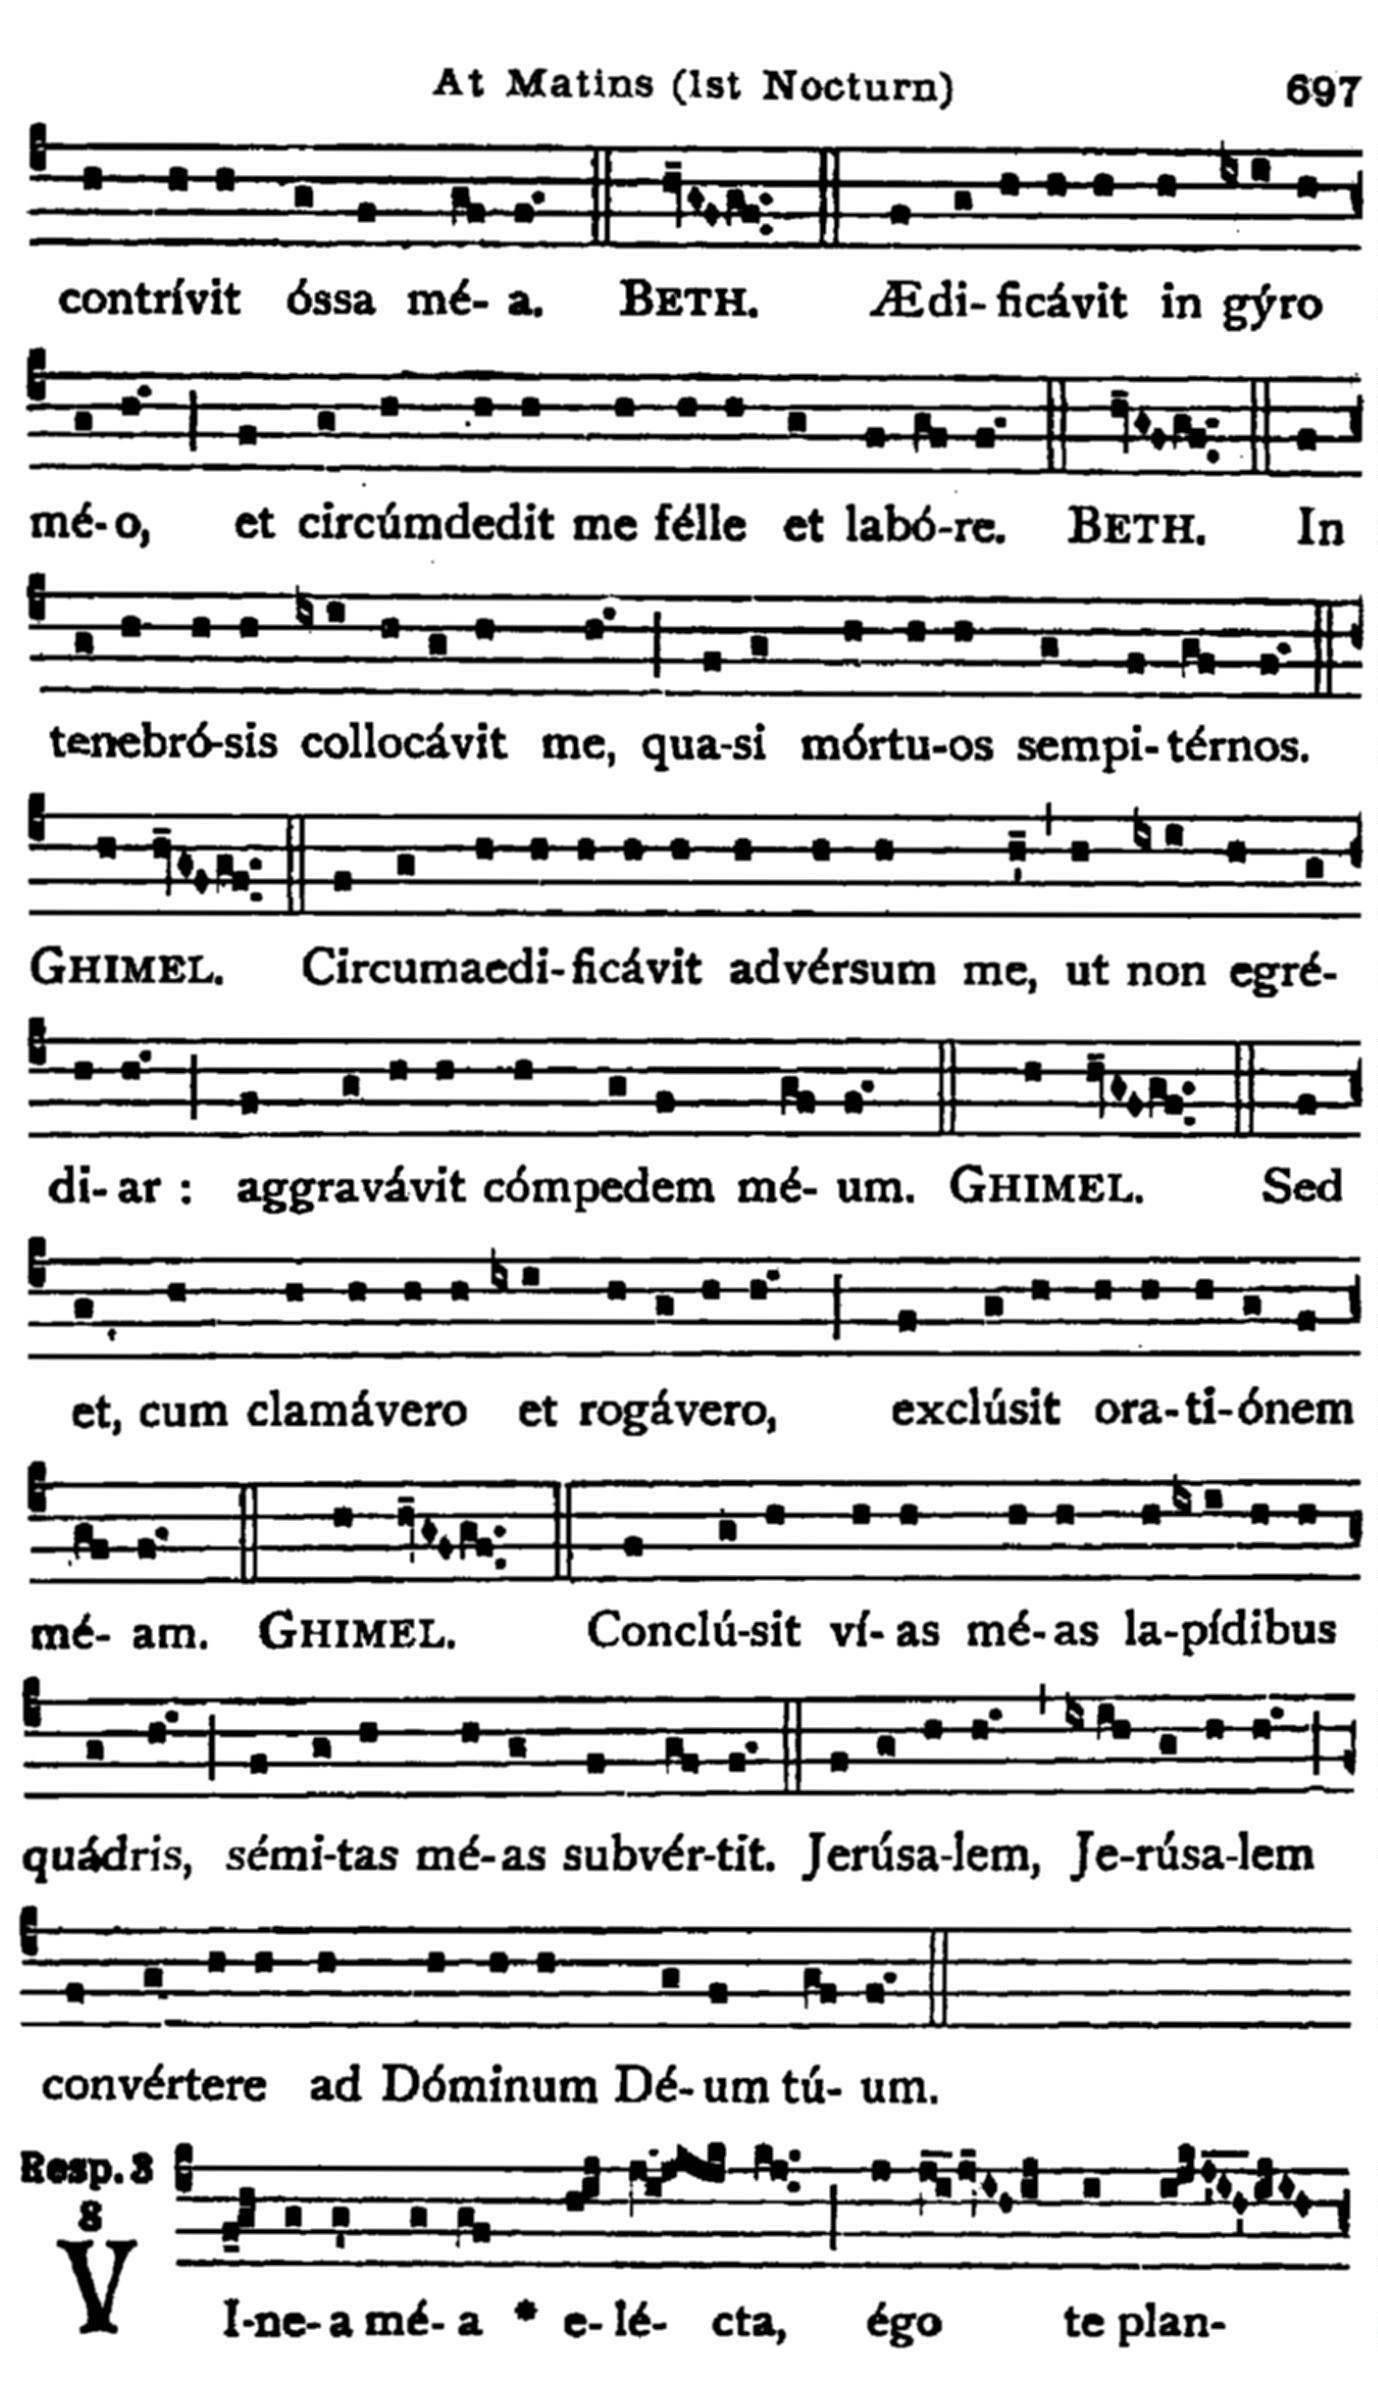 At Matins (1st Nocturn) 697
contrívit óssa mé- a. BETH. Ædi- ficávit in gýro
mé- o, et circúmdedit me félle et labó-re. BETH. In
tenebró-sis collocávit me, qua-si mórtu-os sempi- térnos.
GHIMEL. Circumaedi- ficávit advérsum me, ut non egré-
di- ar : aggravávit cómpedem mé- um. GHIMEL. Sed
et, cum clamávero et rogávero, exclúsit ora- ti- ónem
mé- am. GHIMEL. Conclú-sit ví- as mé- as la-pídibus
quádris, sémi-tas mé- as subvér-tit. Jerúsa-lem, Je-rúsa-lem
convértere ad Dóminum Dé- um tú- um.
Resp. 3
8
VI-ne- a mé- a * e- lé- cta, égo te plan-